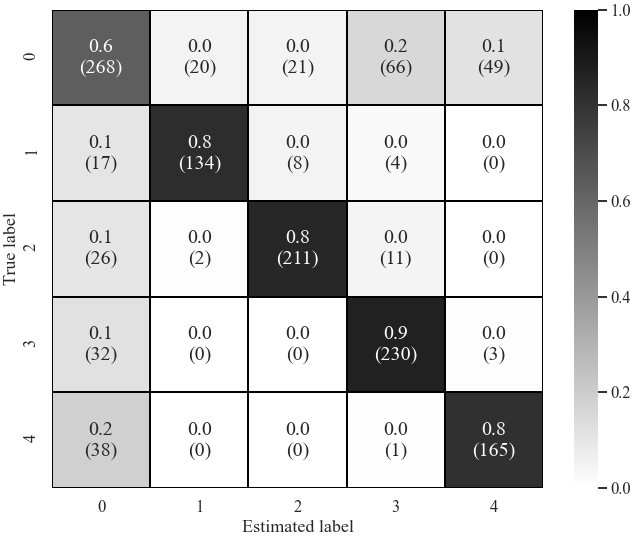 0.6 0.0 0.0 0.2 0.1
0 (268) (20) (21) (66) (49)
0.1 0.8 0.0 0.0 0.0
1 (17) (134) (8) (4) (0)
0.1 0.0 0.8 0.0 0.0
2 (26) (2) (211) (11) (0)
0.1 0.0 0.0 0.9 0.0
3 (32) (0) (0) (230) (3)
0.2 0.0 0.0 0.0 0.8
4 (38) (0) (0) (1) (165)
0 1 2 3 4
Estimated label
True label
1.0
0.8
0.6
0.4
0.2
0.0